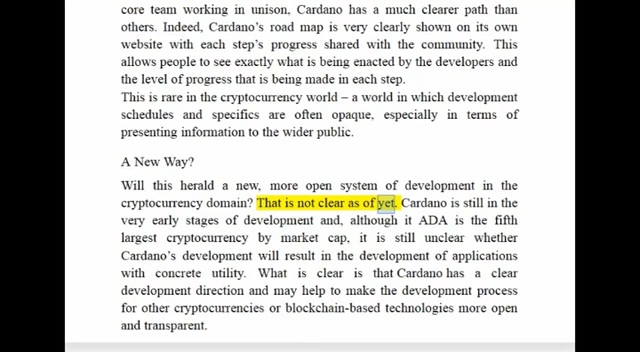 core team working in unison, Cardano has a much clearer path than
others. Indeed, Cardano's road map is very clearly shown on its own
website with each step's progress shared with the community. This
allows people to see exactly what is being enacted by the developers and
the level of progress that is being made in each step.
This is rare in the cryptocurrency world – a world in which development
schedules and specifics are often opaque, especially in terms of
presenting information to the wider public.
A New Way?
Will this herald a new, more open system of development in the
cryptocurrency domain? That is not clear as of yet. Cardano is still in the
very early stages of development and, although it ADA is the fifth
largest cryptocurrency by market cap, it is still unclear whether
Cardano's development will result in the development of applications
with concrete utility. What is clear is that Cardano has a clear
development direction and may help to make the development process
for other cryptocurrencies or blockchain-based technologies more open
and transparent.